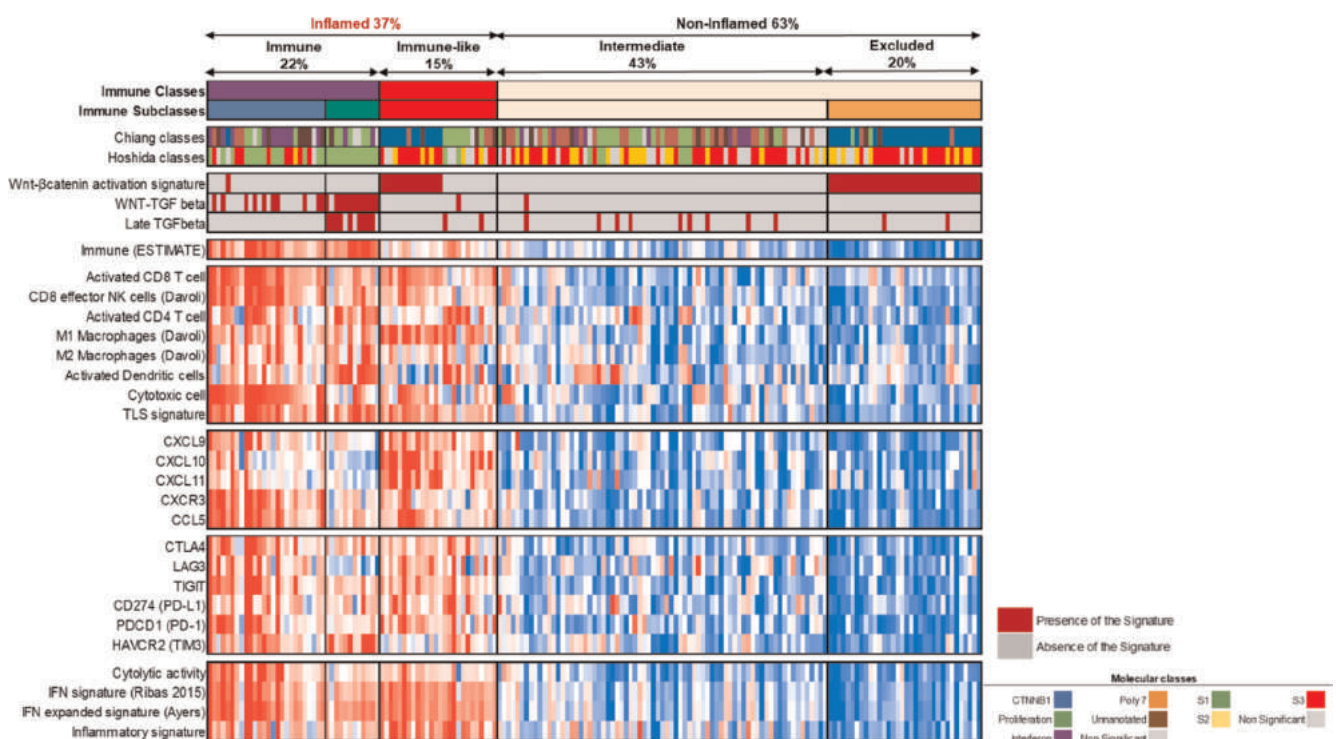 Inflamed 37%
Non-inflamed 63%
Immune
22%
Immune-like
15%
Intermediate
43%
Excluded
20%
Immune Classes
Immune Subclasses
Chiang classes
Hoshida classes
Wnt-βcatenin activation signature
WNT-TGF beta
Late TGFbeta
Immune (ESTIMATE)
Activated CD8 T cell
CD8 effector NK cells (Davoli)
Activated CD4 T cell
M1 Macrophages (Davoli)
M2 Macrophages (Davoli)
Activated Dendritic cells
Cytotoxic cell
TLS signature
CXCL9
CXCL10
CXCL11
CXCR3
CCL5
CTLA4
LAG3
TIGIT
CD274 (PD-L1)
PDCD1 (PD-1)
HAVCR2 (TIM3)
Cytolytic activity
IFN signature (Ribas 2015)
IFN expanded signature (Ayers)
Inflammatory signature
Presence of the Signature
Absence of the Signature
Molecular classes
CTNNB1 Poly 7 S1 S3
Proliferation Unnanotated S2 Non Significant
Interferon Non Significant